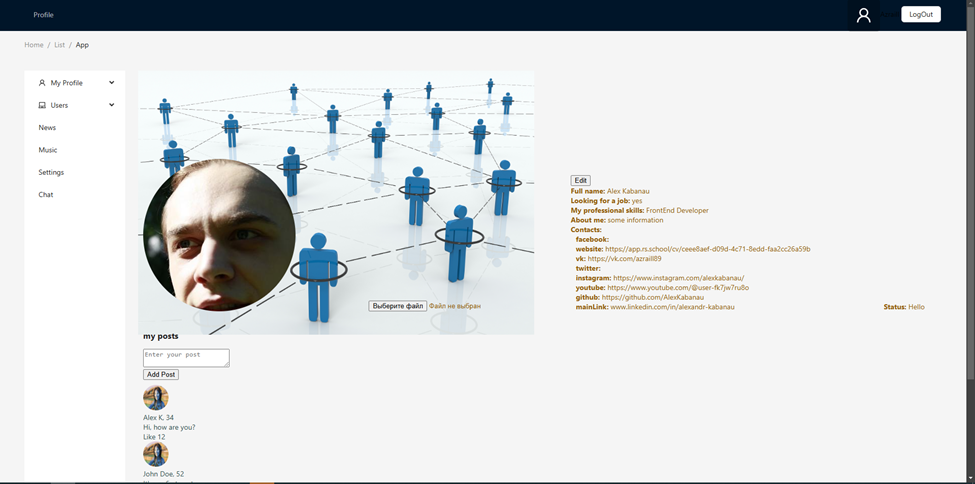 Profile
LogOut
Home / List / App
My Profile
Users
News
Music
Settings
Chat
Edit
Full name: Alex Kabanau
Looking for a job: yes
My professional skills: FrontEnd Developer
About me: some information
Contacts:
facebook:
website: https://app.rs.school/cv/ceee8aef-d09d-4c71-8edd-faa2cc26a59b
vk: https://vk.com/azraill89
twitter:
instagram: https://www.instagram.com/alexkabanau/
youtube: https://www.youtube.com/@user-fk7jw7ru8o
github: https://github.com/AlexKabanau
mainLink: www.linkedin.com/in/alexandr-kabanau
Status: Hello
Выберите файл Файл не выбран
my posts
Enter your post
Add Post
Alex K, 34
Hi, how are you?
Like 12
John Doe, 52